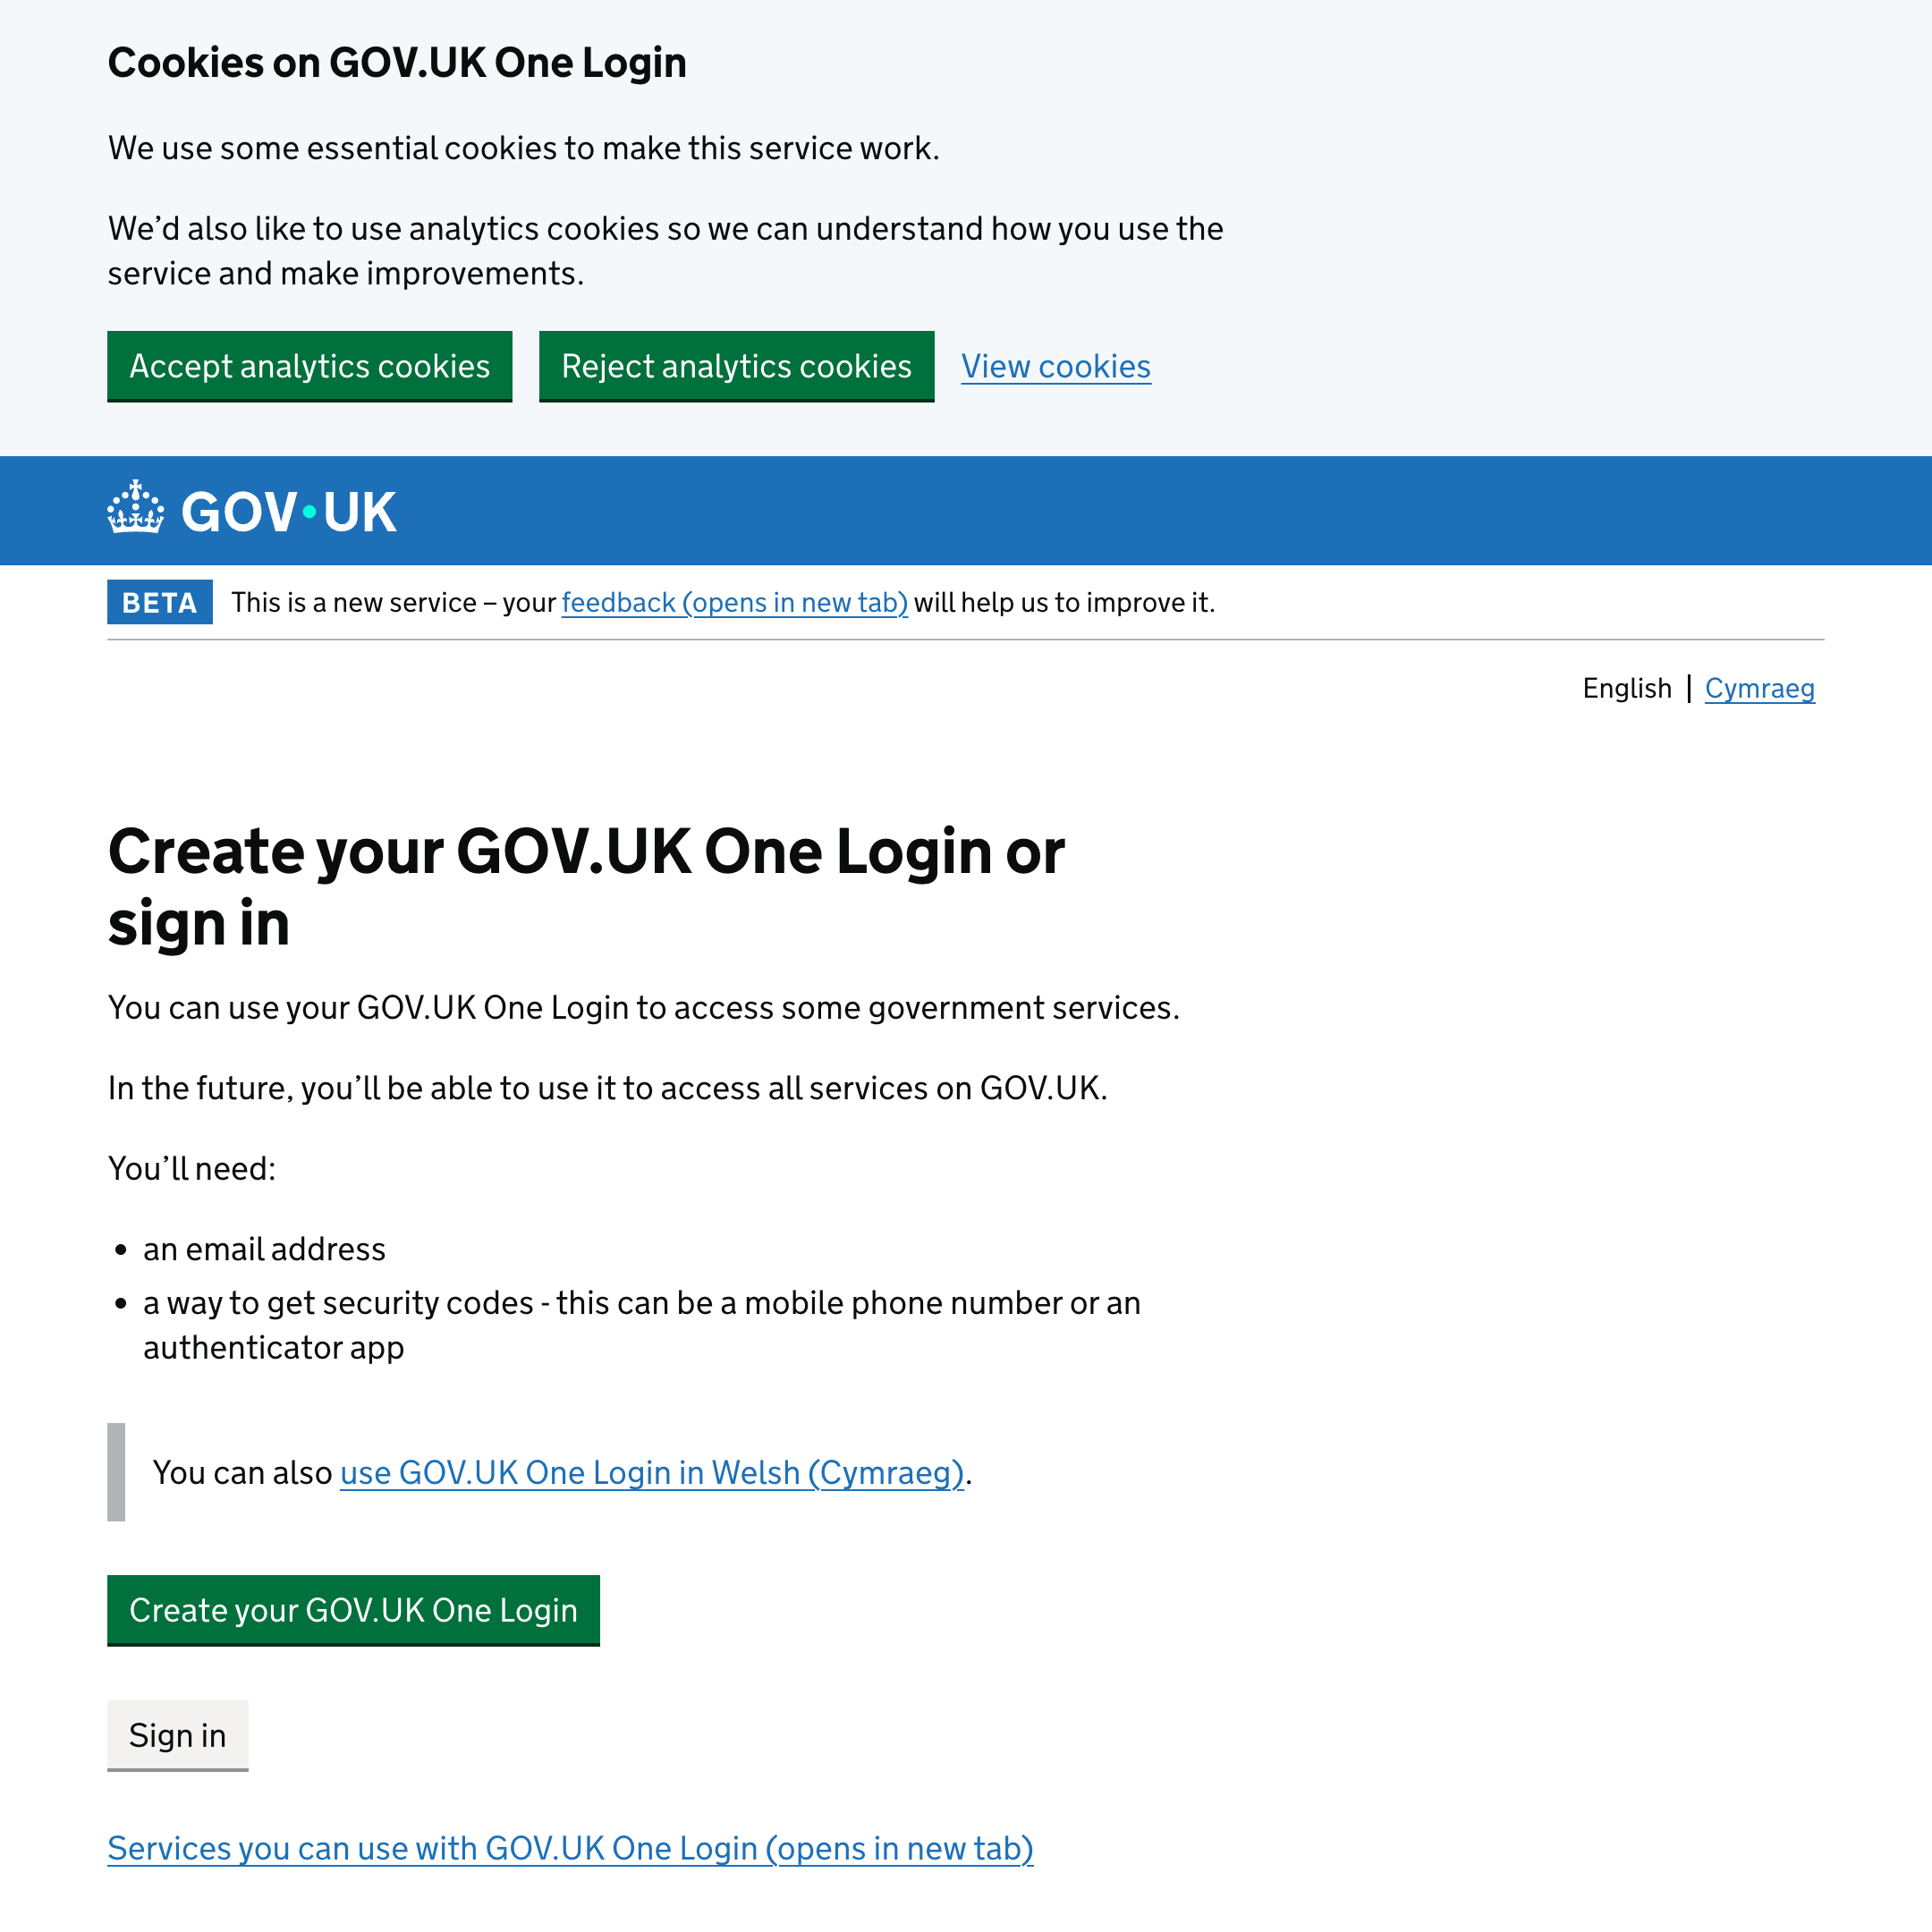 Cookies on GOV.UK One Login
We use some essential cookies to make this service work.
We’d also like to use analytics cookies so we can understand how you use the
service and make improvements.
Accept analytics cookies
Reject analytics cookies
View cookies
GOV·UK
BETA
This is a new service – your feedback (opens in new tab) will help us to improve it.
English | Cymraeg
Create your GOV.UK One Login or
sign in
You can use your GOV.UK One Login to access some government services.
In the future, you’ll be able to use it to access all services on GOV.UK.
You’ll need:
• an email address
• a way to get security codes - this can be a mobile phone number or an
authenticator app
You can also use GOV.UK One Login in Welsh (Cymraeg).
Create your GOV.UK One Login
Sign in
Services you can use with GOV.UK One Login (opens in new tab)